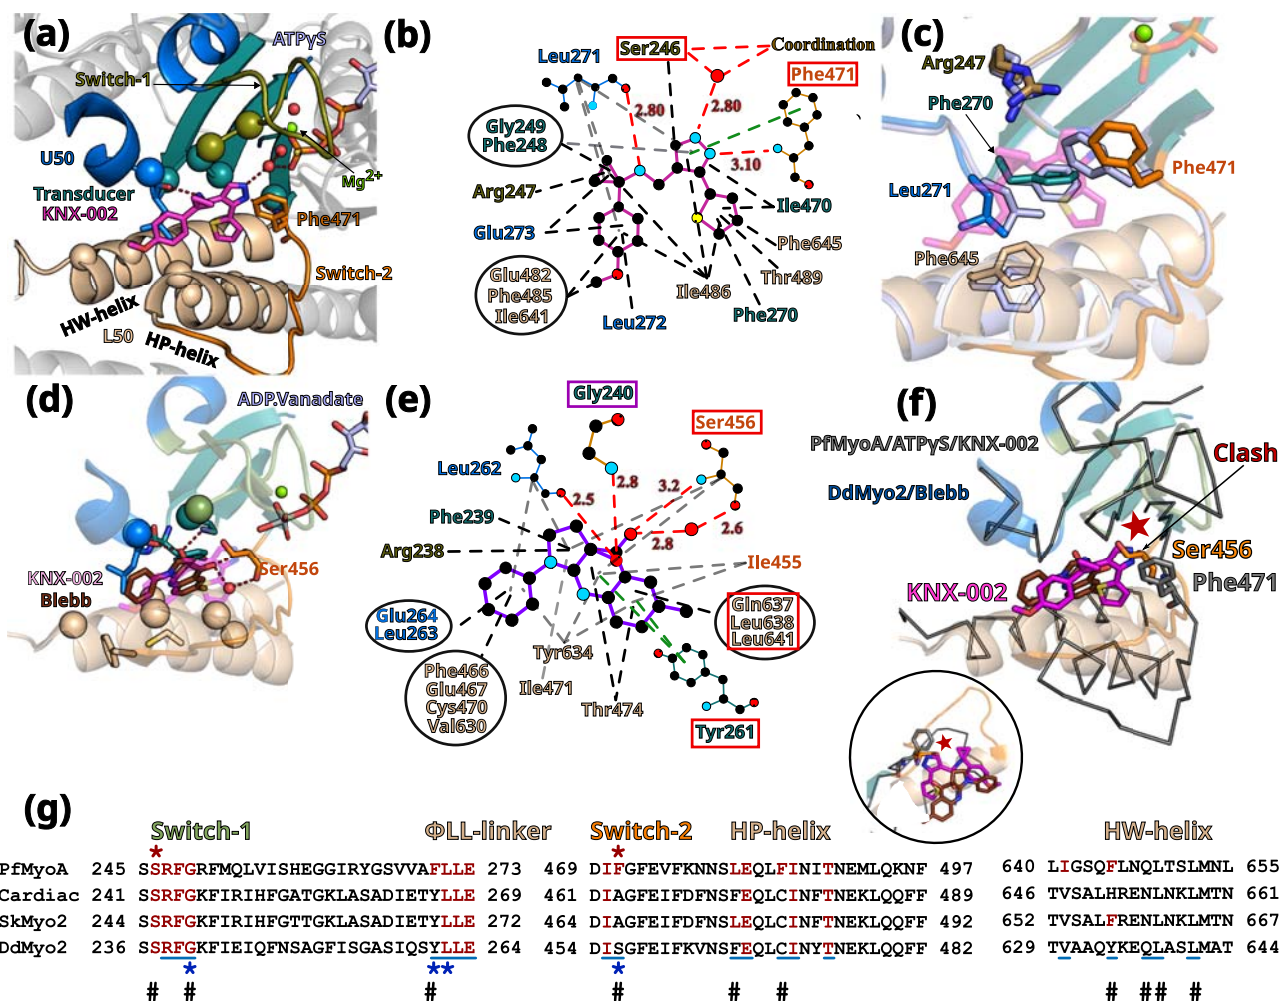 (a)
ATPγS
Switch-1
U50
Mg2+
Transducer
KNX-002
Phe471
Switch-2
HW-helix
L50
HP-helix
(b)
Leu271
Ser246
Coordination
Phe471
2.80
2.80
Gly249
Phe248
3.10
Arg247
Ile470
Glu273
Phe645
Glu482
Phe485
Ile641
Thr489
Ile486
Phe270
Leu272
(c)
Arg247
Phe270
Phe471
Leu271
Phe645
(d)
ADP.Vanadate
Ser456
KNX-002
Blebb
(e)
Gly240
Ser456
Leu262
2.8
3.2
2.5
Phe239
2.6
2.8
Arg238
Ile455
Glu264
Leu263
Gln637
Leu638
Leu641
Tyr634
Phe466
Glu467
Cys470
Val630
Ile471
Thr474
Tyr261
(f)
PfMyoA/ATPγS/KNX-002
Clash
DdMyo2/Blebb
Ser456
Phe471
KNX-002
(g)
Switch-1 ΦLL-linker Switch-2 HP-helix HW-helix
* *
PfMyoA 245 SSRFGRFMQLVISHEGGIRYGSVVAFLLE 273 469 DIFGFEVFKNNSLEQLFINITNEMLQKNF 497 640 LIGSQFLNQLTSLMNL 655
Cardiac 241 SSRFGKFIRIHFGATGKLASADIETYLLE 269 461 DIAGFEIFDFNSFEQLCINFTNEKLQQFF 489 646 TVSALHRENLNKLMTN 661
SkMyo2 244 SSRFGKFIRIHFGTTGKLASADIETYLLE 272 464 DIAGFEIFDFNSLEQLCINFTNEKLQQFF 492 652 TVSALFRENLNKLMTN 667
DdMyo2 236 SSRFGKFIEIQFNSAGFISGASIQSYLLE 264 454 DISGFEIFKVNSFEQLCINYTNEKLQQFF 482 629 TVAAQYKEQLASLMAT 644
* ** *
# # # # # # # ## #